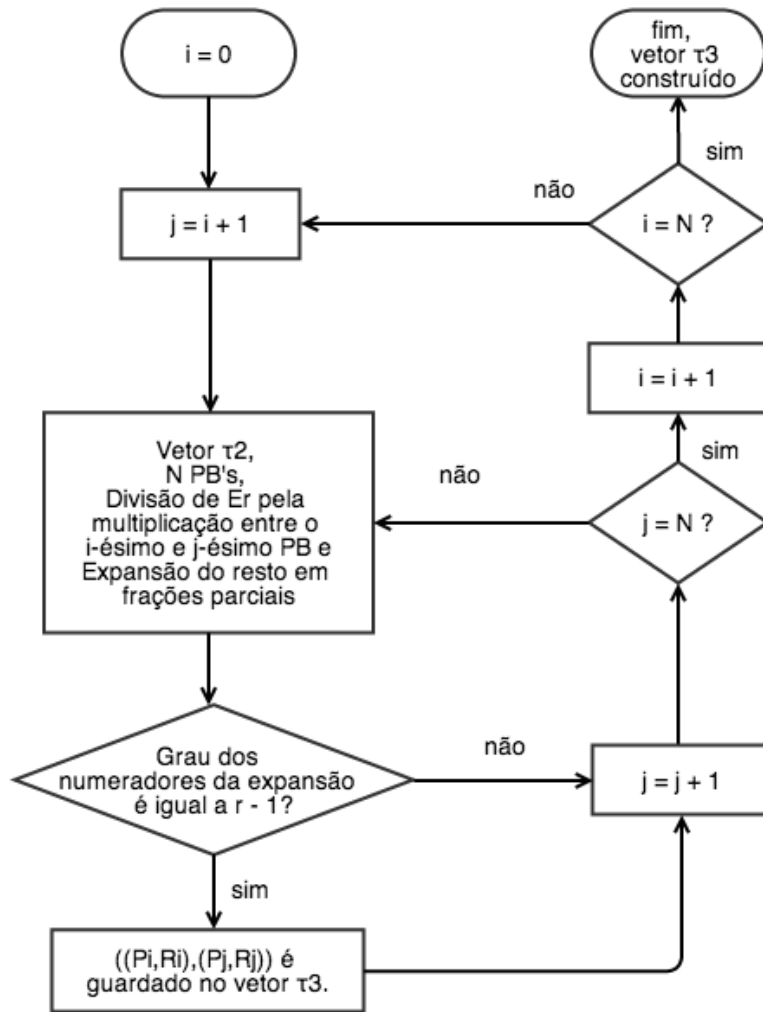 i = 0
fim,
vetor τ3
construído
sim
não
i = N ?
j = i + 1
i = i + 1
Vetor τ2,
N PB's,
Divisão de Er pela
multiplicação entre o
i-ésimo e j-ésimo PB e
Expansão do resto em
frações parciais
não
sim
j = N ?
Grau dos
numeradores da expansão
é igual a r - 1?
não
j = j + 1
sim
((Pi,Ri),(Pj,Rj)) é
guardado no vetor τ3.